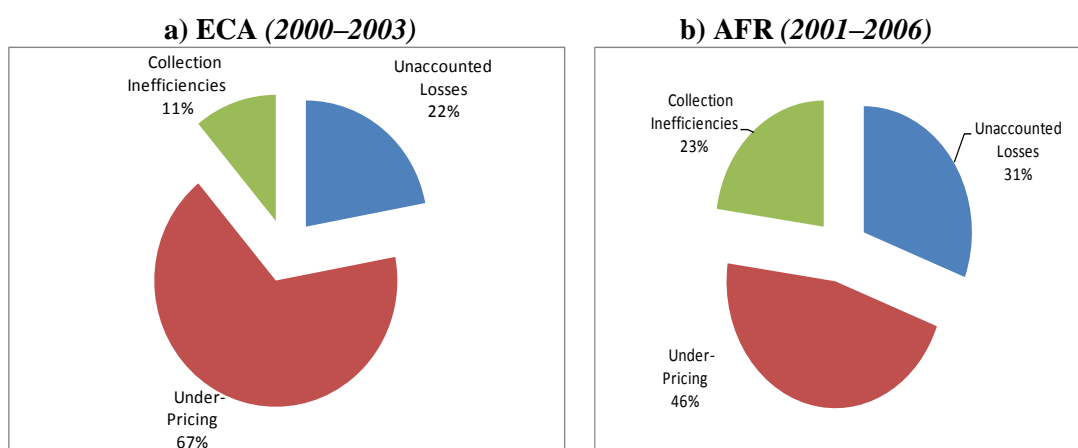 a) ECA (2000–2003)
Collection
Inefficiencies
11%
Unaccounted
Losses
22%
Under-
Pricing
67%
b) AFR (2001–2006)
Collection
Inefficiencies
23%
Unaccounted
Losses
31%
Under-
Pricing
46%